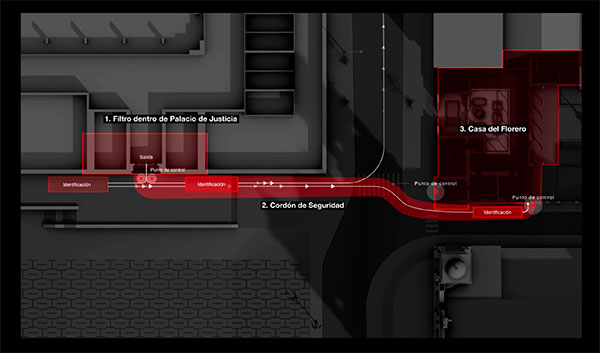 1. Filtro dentro de Palacio de Justicia
3. Casa del Florero
Salida
Punto de control
Identificación
Identificación
Punto de control
Punto de control
2. Cordón de Seguridad
Identificación